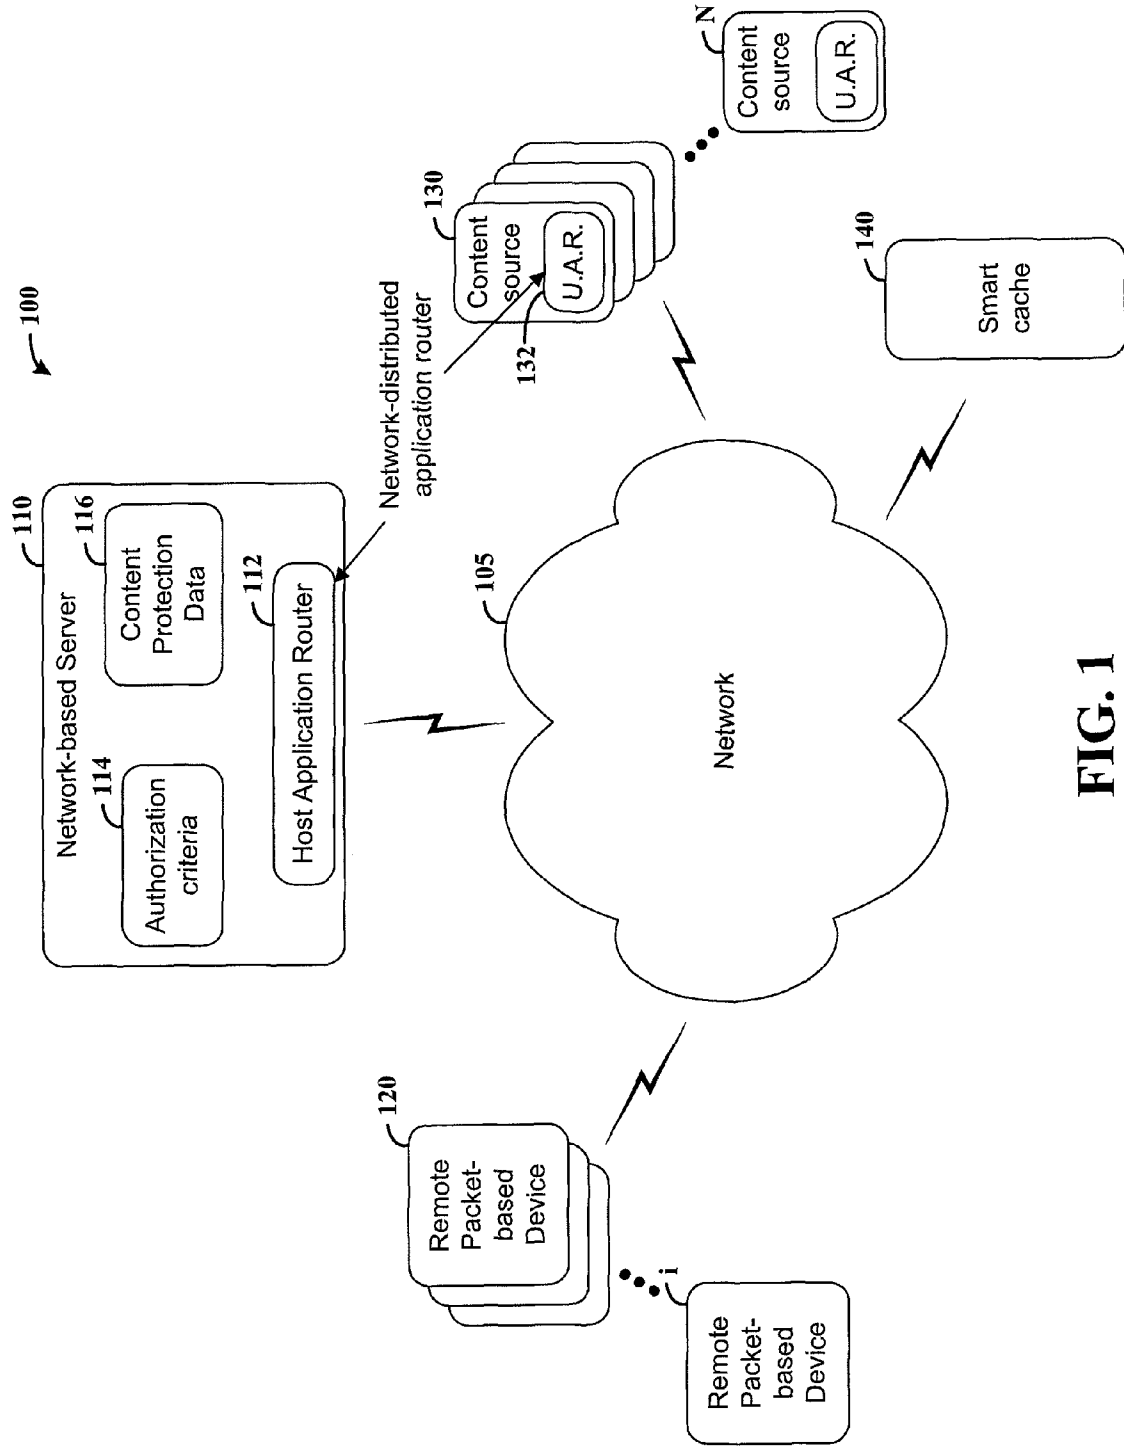 100
110
Network-based Server
114
Authorization
criteria
116
Content
Protection
Data
112
Host Application Router
Network-distributed
application router
120
Remote
Packet-
based
Device
i
Remote
Packet-
based
Device
105
Network
130
Content
source
132
U.A.R.
N
Content
source
U.A.R.
140
Smart
cache
FIG. 1